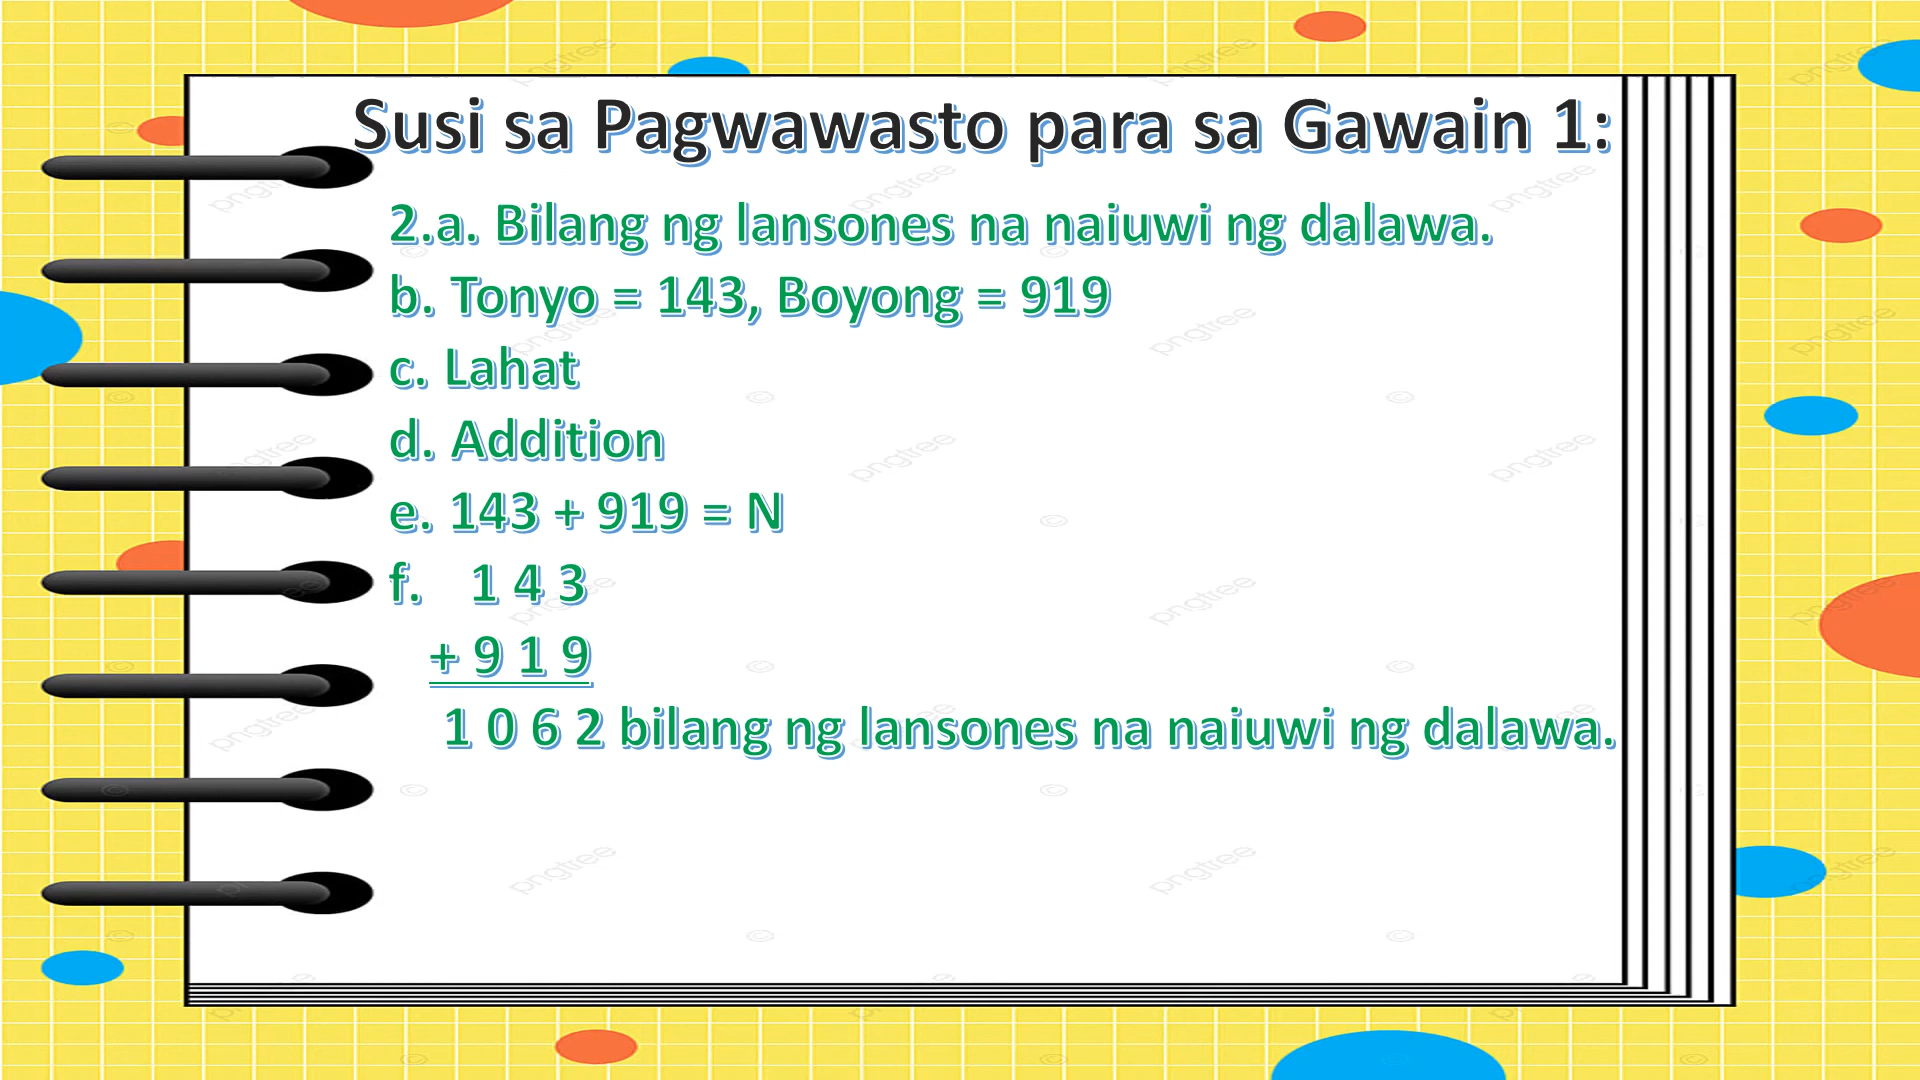 Susi sa Pagwawasto para sa Gawain 1:
2.a. Bilang ng lansones na naiuwi ng dalawa.
b. Tonyo = 143, Boyong = 919
c. Lahat
d. Addition
e. 143 + 919 = N
f. 1 4 3
+ 9 1 9
1 0 6 2 bilang ng lansones na naiuwi ng dalawa.